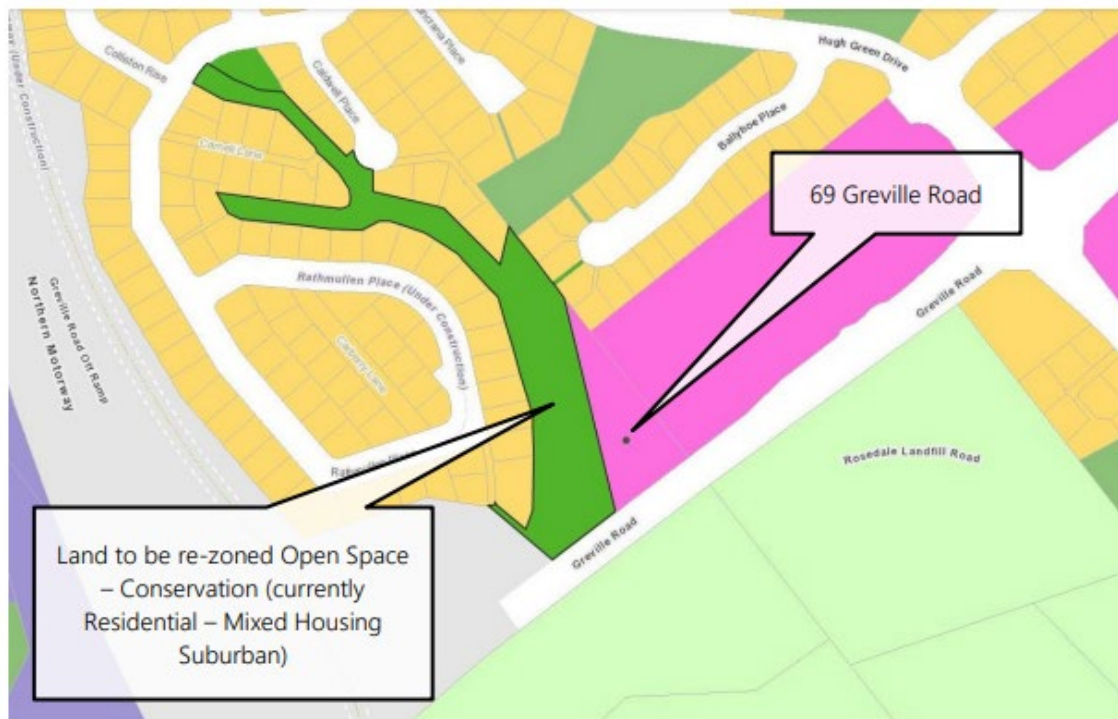 Colliston Rise
Caldwell Place
Hugh Green Drive
Carnell Lane
Ballyhoe Place
69 Greville Road
Rathmullen Place (Under Construction)
Greville Road
Greville Road Off Ramp
Northern Motorway
Rosedale Landfill Road
Greville Road
Land to be re-zoned Open Space
– Conservation (currently
Residential – Mixed Housing
Suburban)